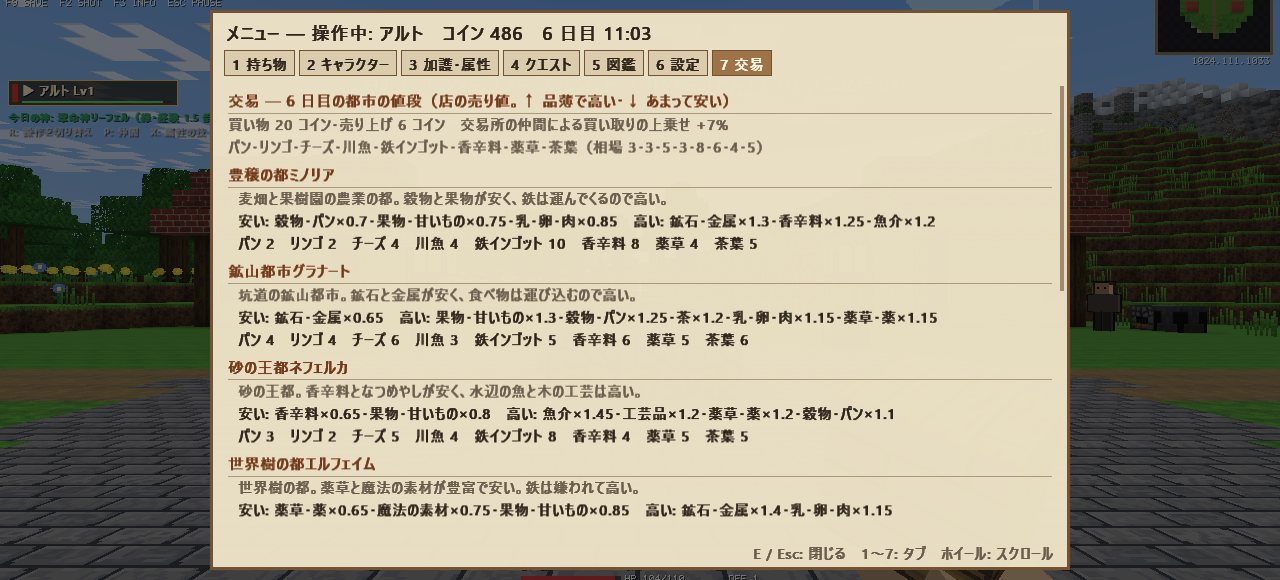 F9 SAVE F2 SHOT F3 INFO ESC PAUSE
メニュー — 操作中: アルト コイン 486 6 日目 11:03
1 持ち物 2 キャラクター 3 加護·属性 4 クエスト 5 図鑑 6 設定 7 交易
1024.111.1033
▶ アルト Lv1
交易 — 6 日目の都市の値段（店の売り値。↑ 品薄で高い· ↓ あまって安い）
買い物 20 コイン·売り上げ 6 コイン 交易所の仲間による買い取りの上乗せ +7%
パン·リンゴ·チーズ·川魚·鉄インゴット·香辛料·薬草·茶葉（相場 3·3·5·3·8·6·4·5）
豊穣の都ミノリア
麦畑と果樹園の農業の都。穀物と果物が安く、鉄は運んでくるので高い。
安い: 穀物·パン×0.7·果物·甘いもの×0.75·乳·卵·肉×0.85 高い: 鉱石·金属×1.3·香辛料×1.25·魚介×1.2
パン 2 リンゴ 2 チーズ 4 川魚 4 鉄インゴット 10 香辛料 8 薬草 4 茶葉 5
鉱山都市グラナート
坑道の鉱山都市。鉱石と金属が安く、食べ物は運び込むので高い。
安い: 鉱石·金属×0.65 高い: 果物·甘いもの×1.3·穀物·パン×1.25·茶×1.2·乳·卵·肉×1.15·薬草·薬×1.15
パン 4 リンゴ 4 チーズ 6 川魚 3 鉄インゴット 5 香辛料 6 薬草 5 茶葉 6
砂の王都ネフェルカ
砂の王都。香辛料となつめやしが安く、水辺の魚と木の工芸は高い。
安い: 香辛料×0.65·果物·甘いもの×0.8 高い: 魚介×1.45·工芸品×1.2·薬草·薬×1.2·穀物·パン×1.1
パン 3 リンゴ 2 チーズ 5 川魚 4 鉄インゴット 8 香辛料 4 薬草 5 茶葉 5
世界樹の都エルフェイム
世界樹の都。薬草と魔法の素材が豊富で安い。鉄は嫌われて高い。
安い: 薬草·薬×0.65·魔法の素材×0.75·果物·甘いもの×0.85 高い: 鉱石·金属×1.4·乳·卵·肉×1.15
E / Esc: 閉じる 1〜7: タブ ホイール: スクロール
HP 104/110